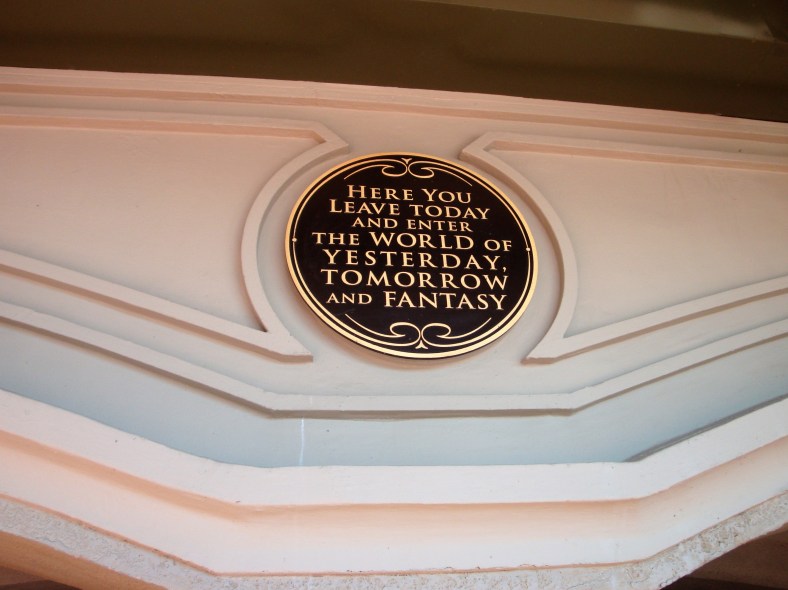 Here You
Leave today
and enter
the world of
yesterday,
tomorrow
and fantasy